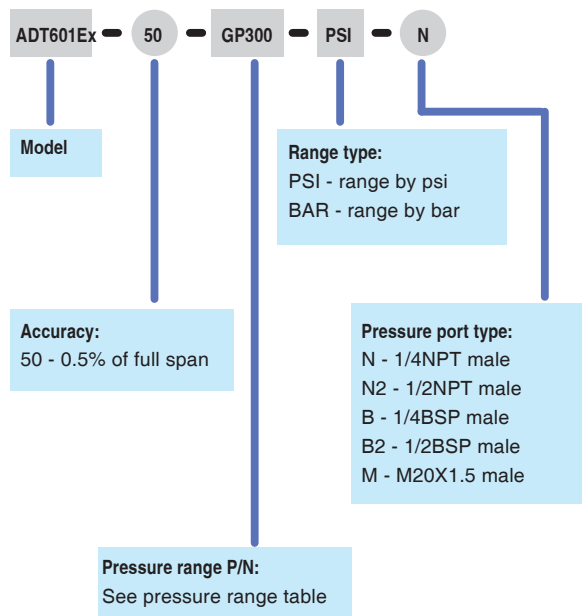 ADT601Ex 50 GP300 PSI N
Model
Range type:
PSI - range by psi
BAR - range by bar
Accuracy:
50 - 0.5% of full span
Pressure port type:
N - 1/4NPT male
N2 - 1/2NPT male
B - 1/4BSP male
B2 - 1/2BSP male
M - M20X1.5 male
Pressure range P/N:
See pressure range table